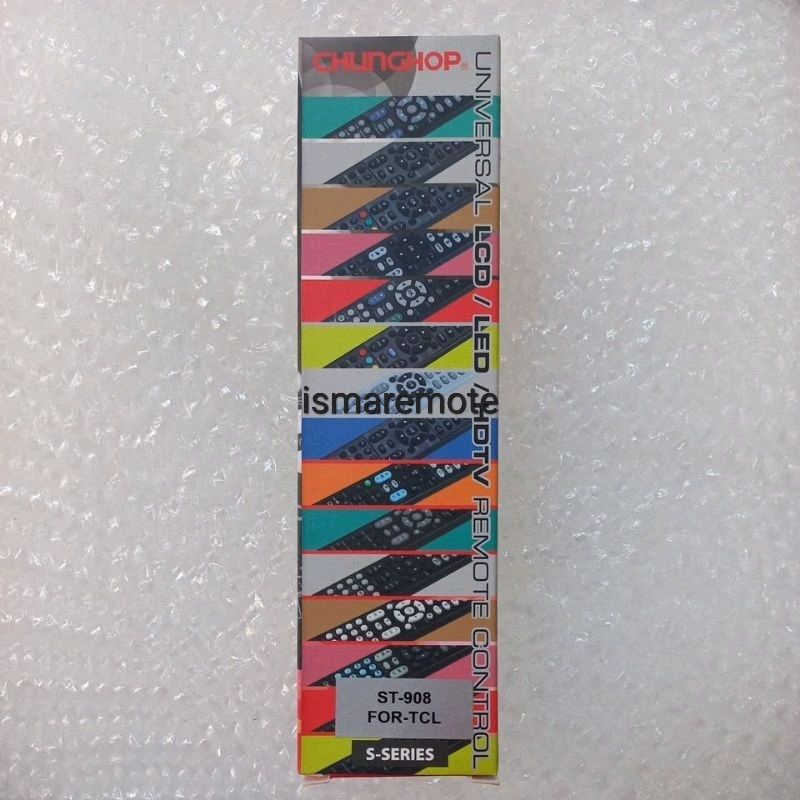 CHUNGHOP®
UNIVERSAL LCD / LED / HDTV REMOTE CONTROL
ismaremote
ST-908
FOR-TCL
S-SERIES